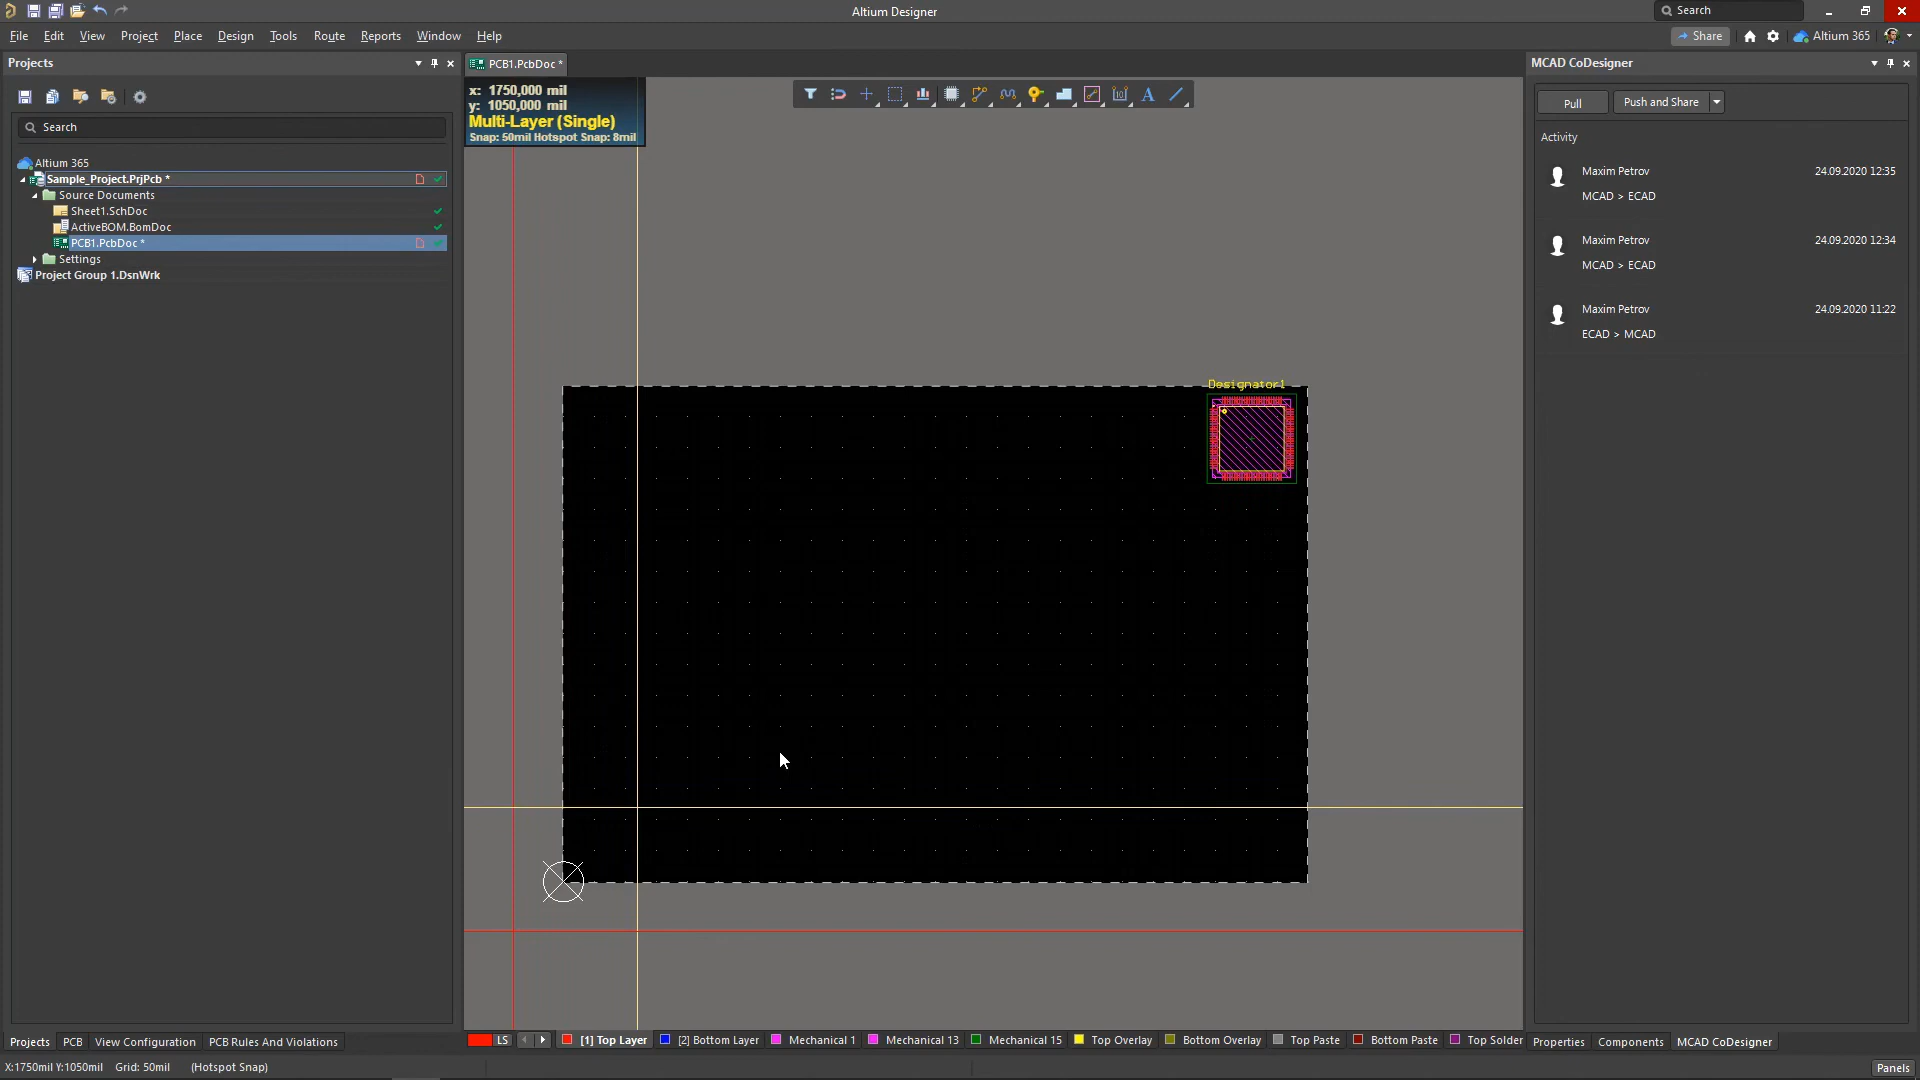 Altium Designer
Search
File Edit View Project Place Design Tools Route Reports Window Help
Share
Altium 365
Projects
PCB1.PcbDoc *
MCAD CoDesigner
x: 1750,000 mil
y: 1050,000 mil
Multi-Layer (Single)
Snap: 50mil Hotspot Snap: 8mil
Pull
Push and Share
Search
Activity
Altium 365
Sample_Project.PrjPcb *
Source Documents
Sheet1.SchDoc
ActiveBOM.BomDoc
PCB1.PcbDoc *
Settings
Project Group 1.DsnWrk
Maxim Petrov 24.09.2020 12:35
MCAD > ECAD
Maxim Petrov 24.09.2020 12:34
MCAD > ECAD
Maxim Petrov 24.09.2020 11:22
ECAD > MCAD
Designator1
A
10
Projects PCB View Configuration PCB Rules And Violations
LS [1] Top Layer [2] Bottom Layer Mechanical 1 Mechanical 13 Mechanical 15 Top Overlay Bottom Overlay Top Paste Bottom Paste Top Solder
Properties Components MCAD CoDesigner
X:1750mil Y:1050mil Grid: 50mil (Hotspot Snap)
Panels